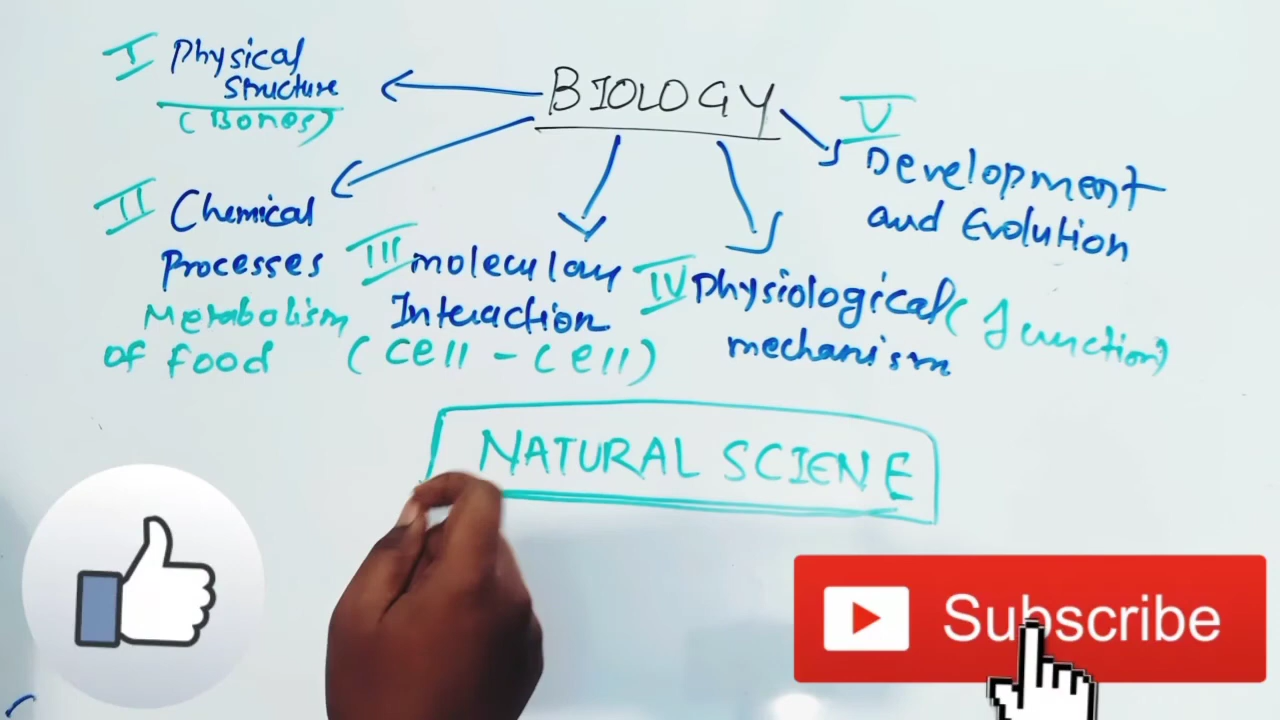 BIOLOGY
I Physical
Structure
(Bones)
II Chemical
Processes
Metabolism
of food
III molecular
Interaction
(cell - cell)
IV Physiological (function)
mechanism
V
Development
and Evolution
NATURAL SCIENE
Subscribe